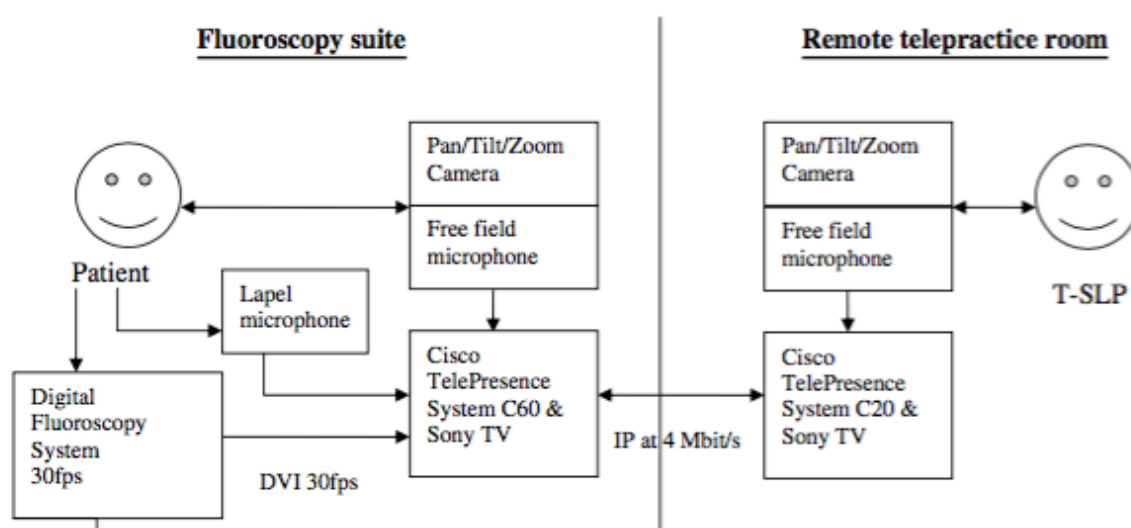 Fluoroscopy suite
Remote telepractice room
Pan/Tilt/Zoom
Camera
Free field
microphone
Patient
Lapel
microphone
Digital
Fluoroscopy
System
30fps
DVI 30fps
Cisco
TelePresence
System C60 &
Sony TV
IP at 4 Mbit/s
Pan/Tilt/Zoom
Camera
Free field
microphone
T-SLP
Cisco
TelePresence
System C20 &
Sony TV